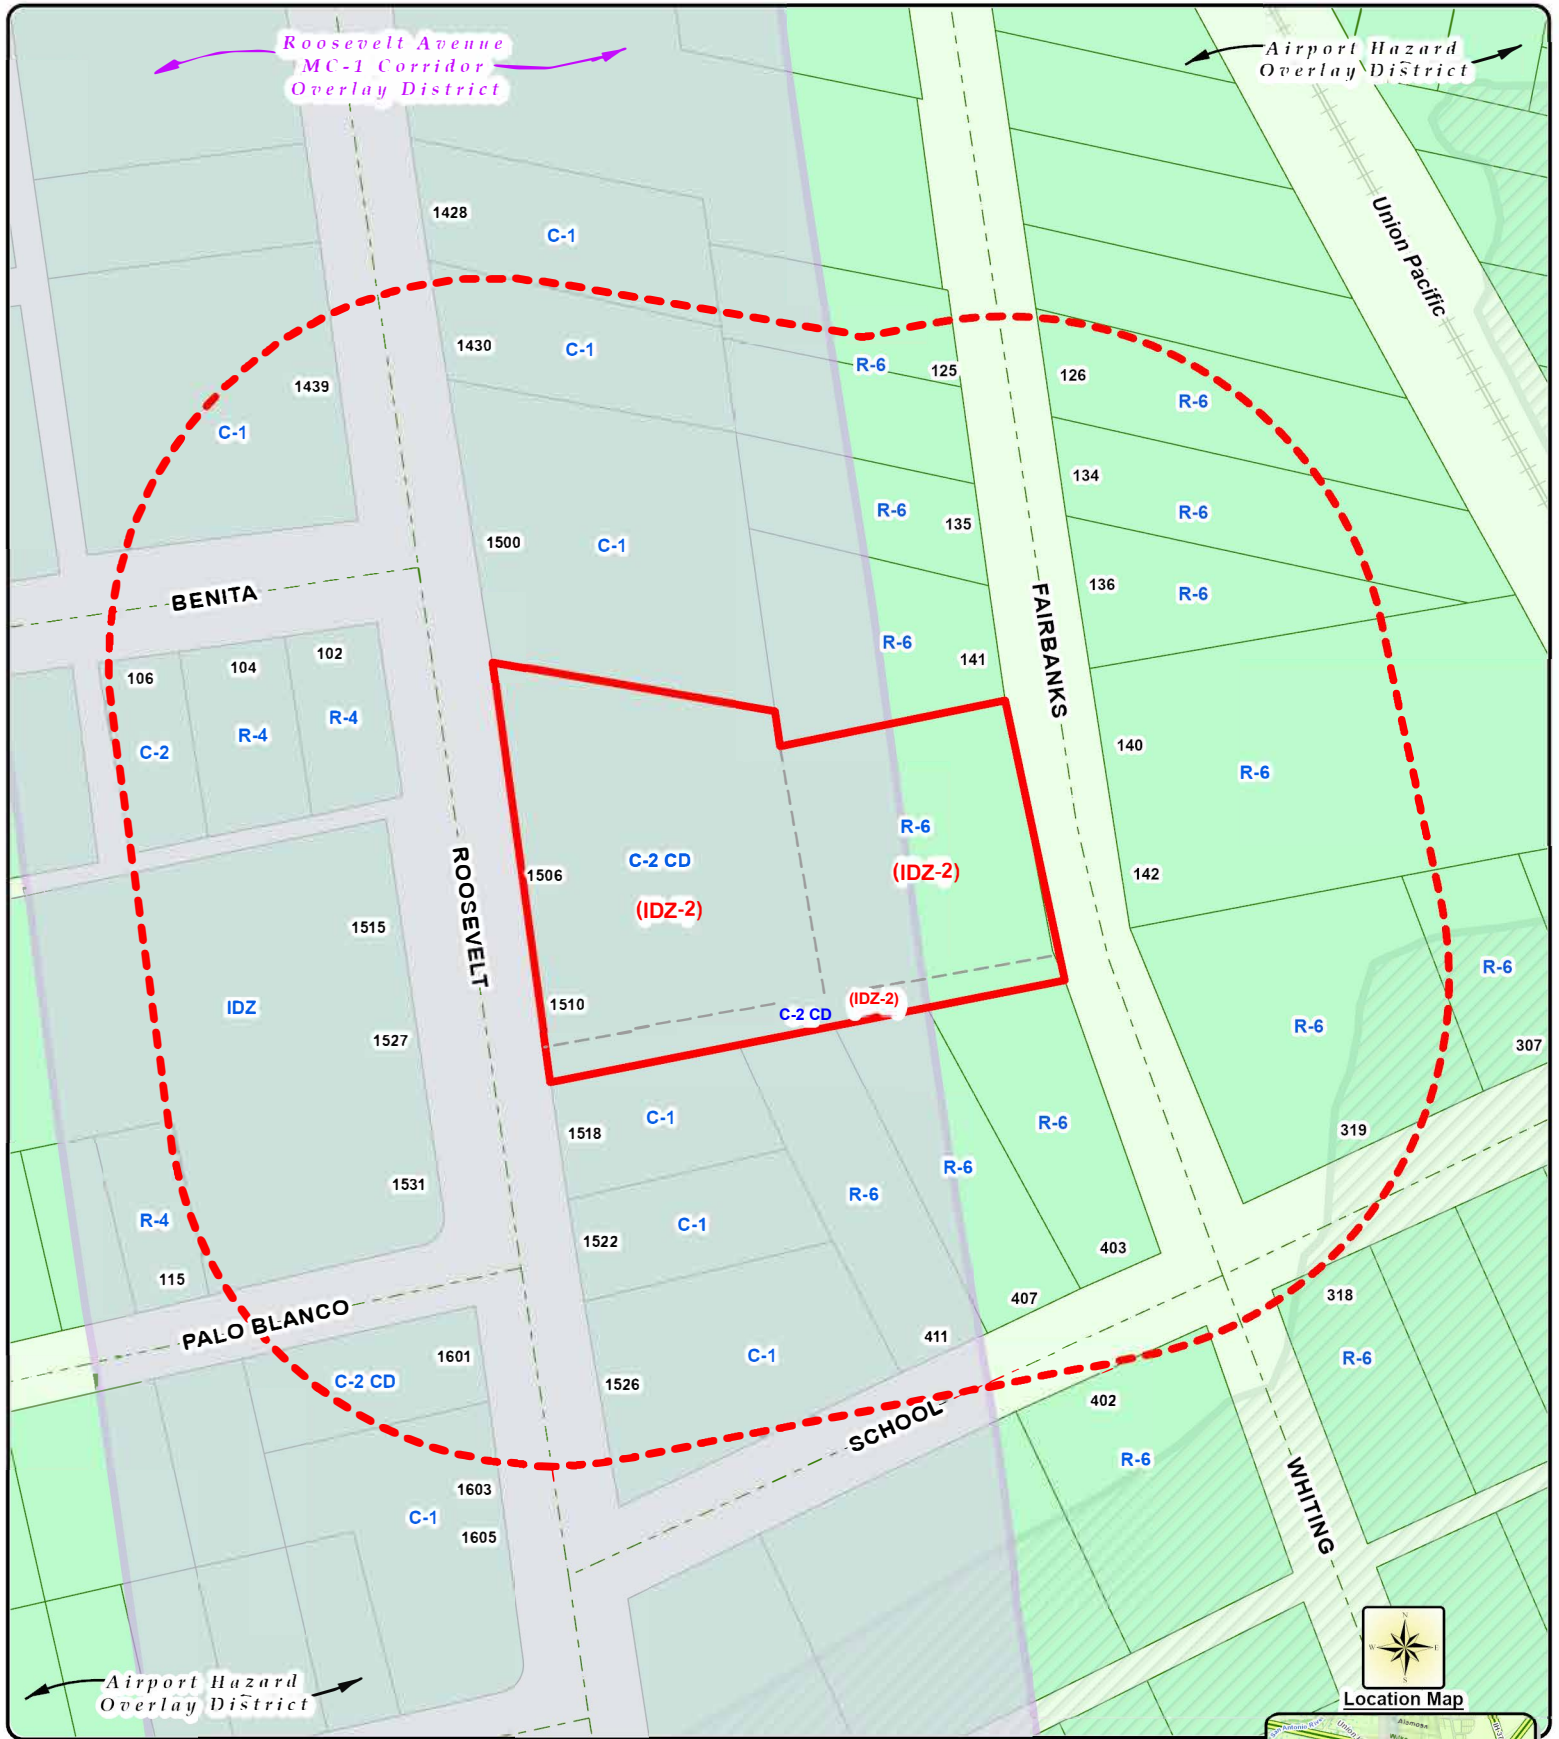 Roosevelt Avenue
MC-1 Corridor
Overlay District
Airport Hazard
Overlay District
Union Pacific
1428
C-1
1430
C-1
1439
C-1
R-6
125
126
R-6
134
R-6
R-6
135
1500
C-1
136
R-6
BENITA
FAIRBANKS
R-6
141
102
104
106
R-4
R-4
C-2
140
R-6
R-6
C-2 CD
(IDZ-2)
(IDZ-2)
1506
142
ROOSEVELT
1515
IDZ
1510
C-2 CD
(IDZ-2)
R-6
R-6
1527
307
1518
C-1
R-6
319
R-6
R-6
1531
R-4
1522
C-1
403
115
407
318
PALO BLANCO
411
1601
C-1
R-6
C-2 CD
1526
402
SCHOOL
R-6
1603
C-1
1605
WHITING
Airport Hazard
Overlay District
N
W
E
S
Location Map
San Antonio River
Union
Alamosa